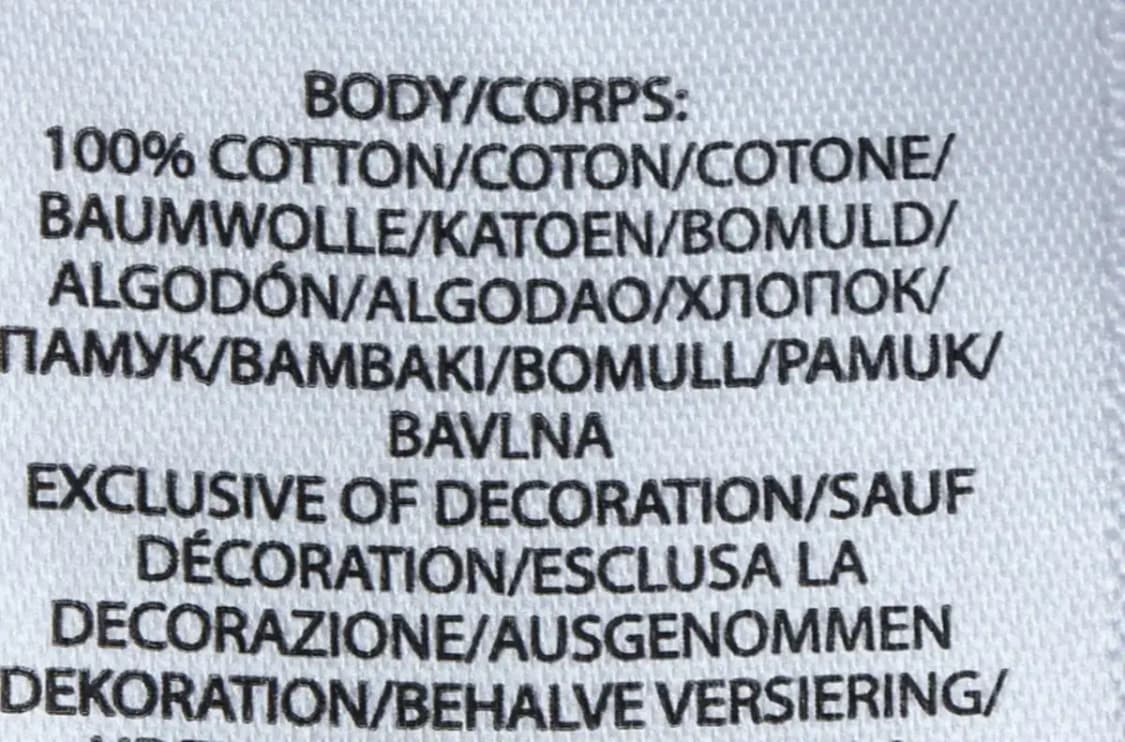 BODY/CORPS:
100% COTTON/COTON/COTONE/
BAUMWOLLE/KATOEN/BOMULD/
ALGODÓN/ALGODAO/ХЛОПОК/
ПАМУК/BAMBAKI/BOMULL/PAMUK/
BAVLNA
EXCLUSIVE OF DECORATION/SAUF
DÉCORATION/ESCLUSA LA
DECORAZIONE/AUSGENOMMEN
DEKORATION/BEHALVE VERSIERING/